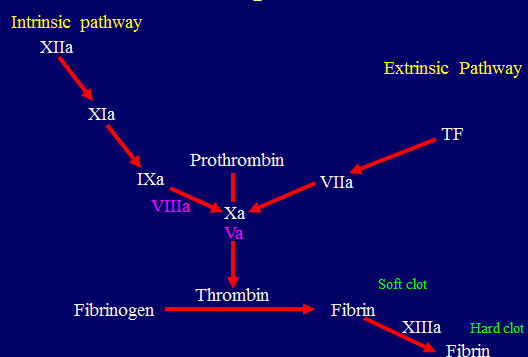 Intrinsic pathway
XIIa
Extrinsic Pathway
XIa
TF
Prothrombin
IXa
VIIa
VIIIa
Xa
Va
Soft clot
Thrombin
Fibrinogen
Fibrin
XIIIa
Hard clot
Fibrin